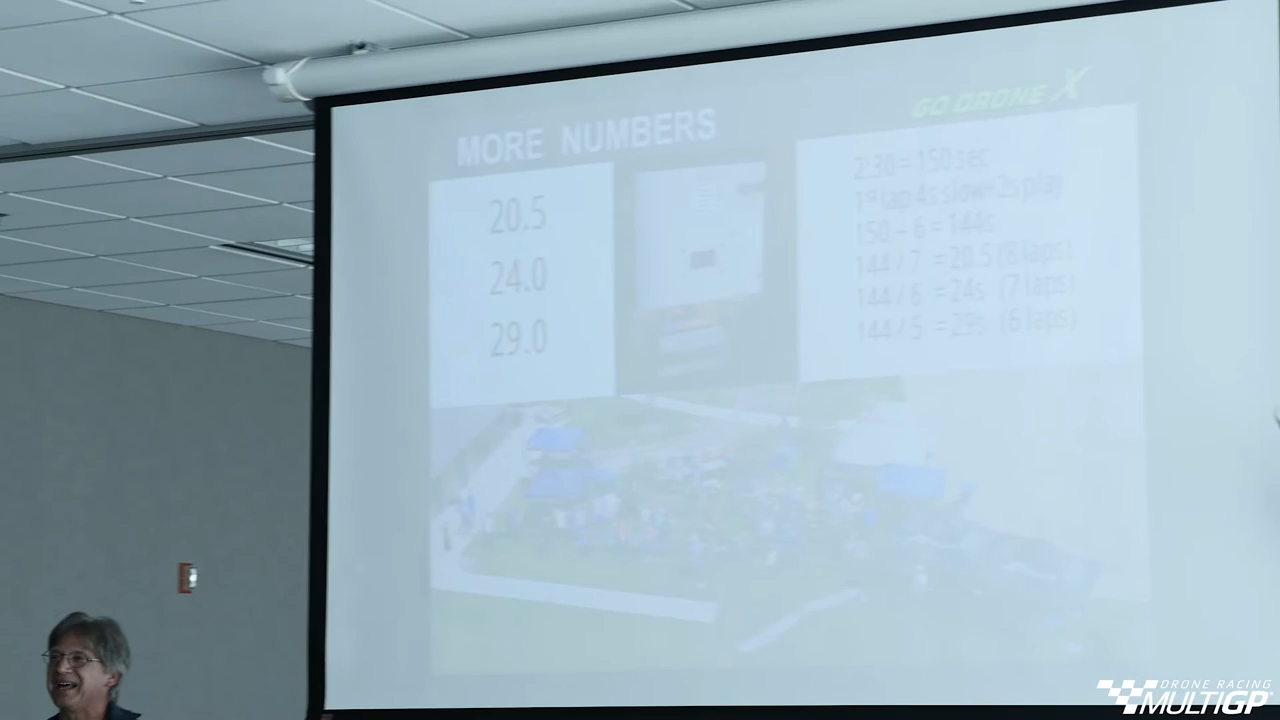 GO DRONE X
MORE NUMBERS
20.5
24.0
29.0
2:30 = 150 sec
1st lap 4s slow-2s play
150 – 6 = 144s
144 / 7 = 20.5 (8 laps)
144 / 6 = 24s (7 laps)
144 / 5 = 29s (6 laps)
DRONE RACING
MULTIGP